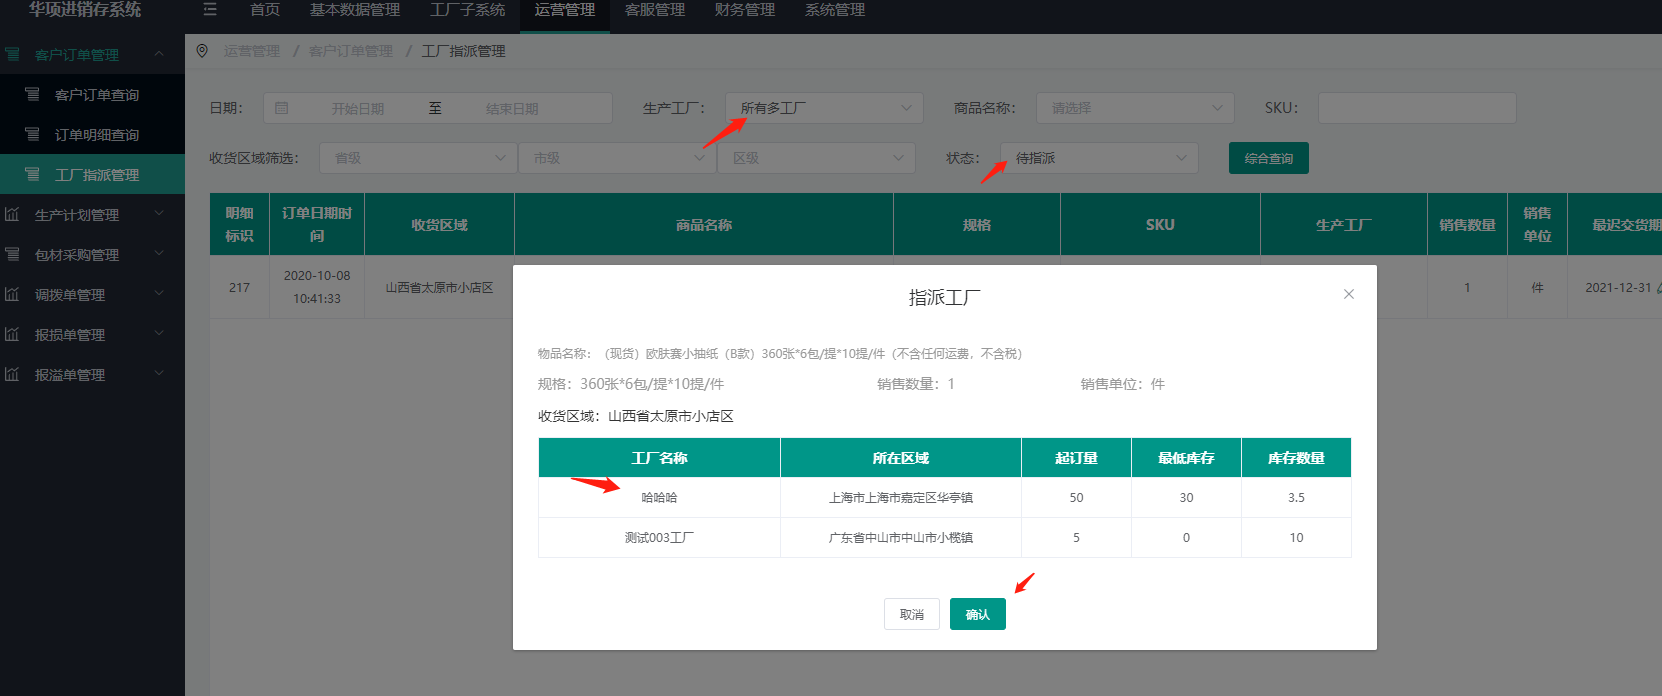 华项进销存系统
首页 基本数据管理 工厂子系统 运营管理 客服管理 财务管理 系统管理
客户订单管理
客户订单查询
订单明细查询
工厂指派管理
生产计划管理
包材采购管理
调拨单管理
报损单管理
报溢单管理
运营管理 / 客户订单管理 / 工厂指派管理
日期： 开始日期 至 结束日期 生产工厂： 所有多工厂 商品名称： 请选择 SKU：
收货区域筛选： 省级 市级 区级 状态： 待指派 综合查询
明细标识 订单日期时间 收货区域 商品名称 规格 SKU 生产工厂 销售数量 销售单位 最迟交货期
217 2020-10-08 10:41:33 山西省太原市小店区 1 件 2021-12-31
指派工厂
物品名称：（现货）欧肤赛小抽纸（B款）360张*6包/提*10提/件（不含任何运费，不含税）
规格：360张*6包/提*10提/件 销售数量：1 销售单位：件
收货区域：山西省太原市小店区
工厂名称 所在区域 起订量 最低库存 库存数量
哈哈哈 上海市上海市嘉定区华亭镇 50 30 3.5
测试003工厂 广东省中山市中山市小榄镇 5 0 10
取消 确认